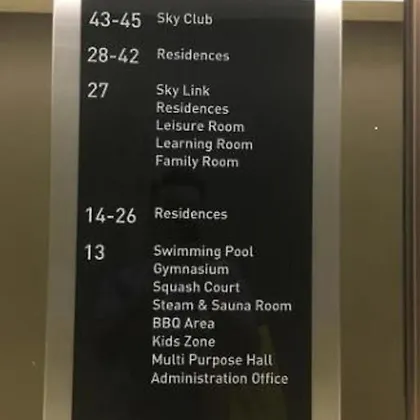 43-45 Sky Club
28-42 Residences
27 Sky Link
Residences
Leisure Room
Learning Room
Family Room
14-26 Residences
13 Swimming Pool
Gymnasium
Squash Court
Steam & Sauna Room
BBQ Area
Kids Zone
Multi Purpose Hall
Administration Office